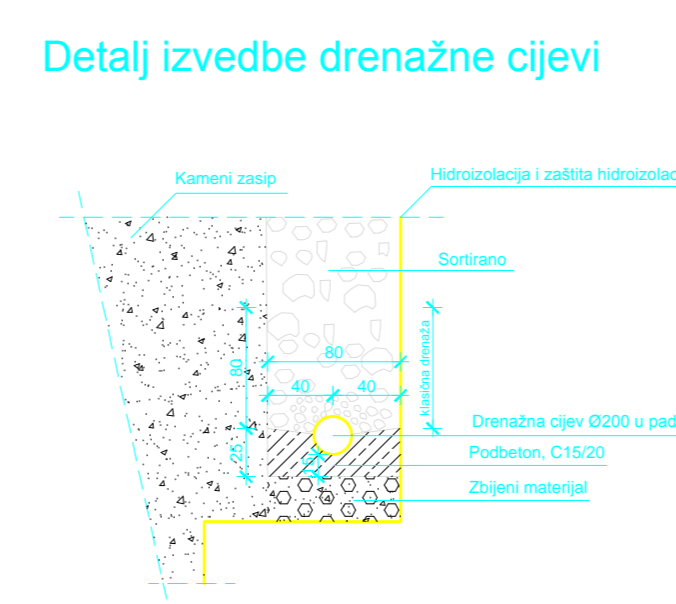 Detalj izvedbe drenažne cijevi
Kameni zasip
Hidroizolacija i zaštita hidroizolac
Sortirano
klasična drenaža
80
80
40
40
Drenažna cijev Ø200 u pad
25
15
Podbeton, C15/20
Zbijeni materijal